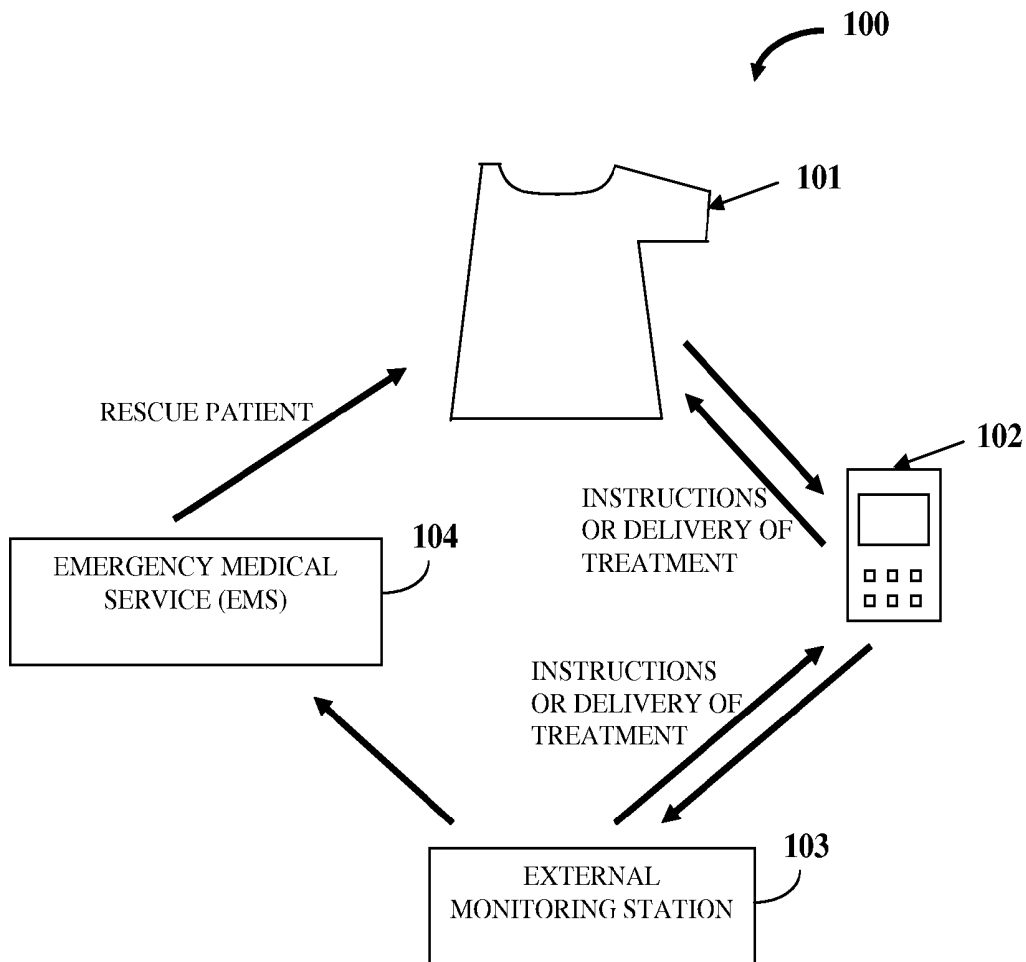 100
101
RESCUE PATIENT
102
INSTRUCTIONS
OR DELIVERY OF
TREATMENT
104
EMERGENCY MEDICAL
SERVICE (EMS)
INSTRUCTIONS
OR DELIVERY OF
TREATMENT
103
EXTERNAL
MONITORING STATION